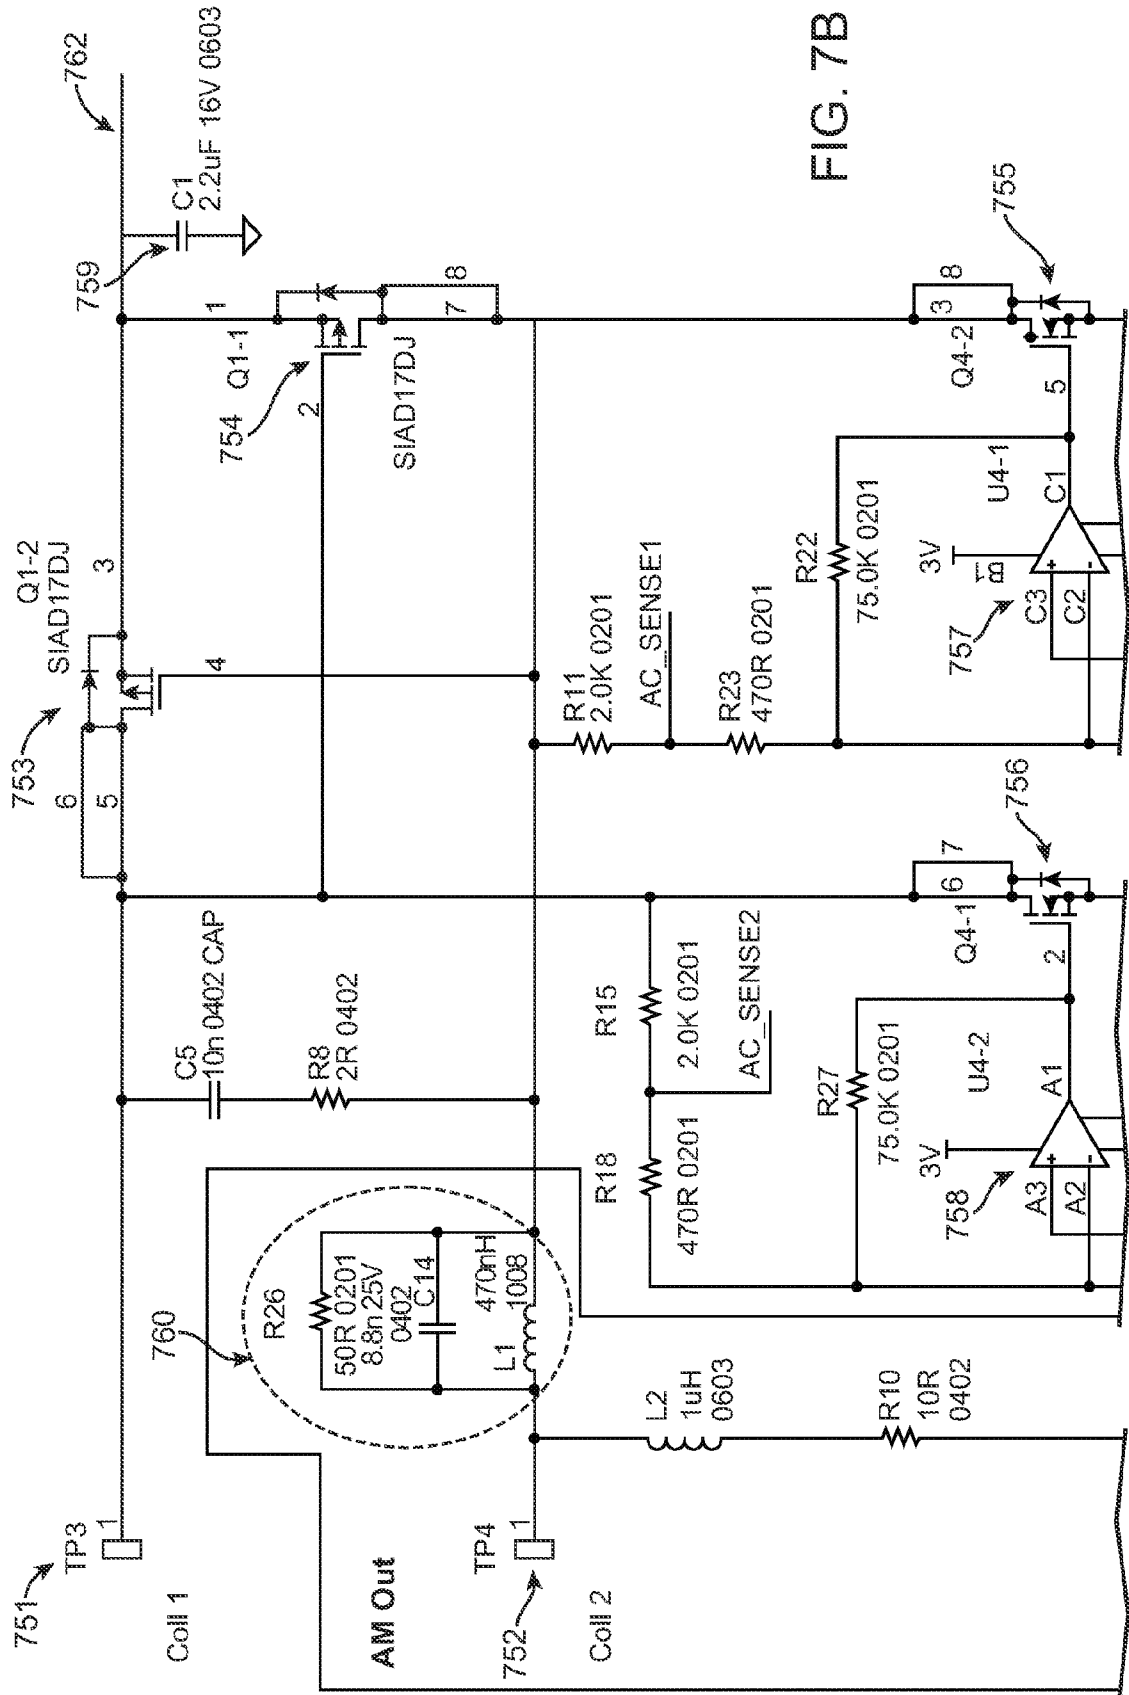 751
TP3
1
Coil 1
AM Out
TP4
1
752
Coil 2
760
R26
50R 0201
8.8n 25V
0402
C14
470nH
1008
L1
L2
1uH
0603
R10
10R
0402
C5
10n 0402 CAP
R8
2R 0402
R18
470R 0201
R15
2.0K 0201
AC_SENSE2
R27
75.0K 0201
U4-2
3V
A3
A2
A1
758
Q4-1
2
6
7
756
753
6
5
Q1-2
SIAD17DJ
3
4
R11
2.0K 0201
AC_SENSE1
R23
470R 0201
R22
75.0K 0201
U4-1
3V
B1
C3
C2
C1
757
Q4-2
5
3
8
755
754
Q1-1
1
2
SIAD17DJ
7
8
759
C1
2.2uF 16V 0603
762
FIG. 7B